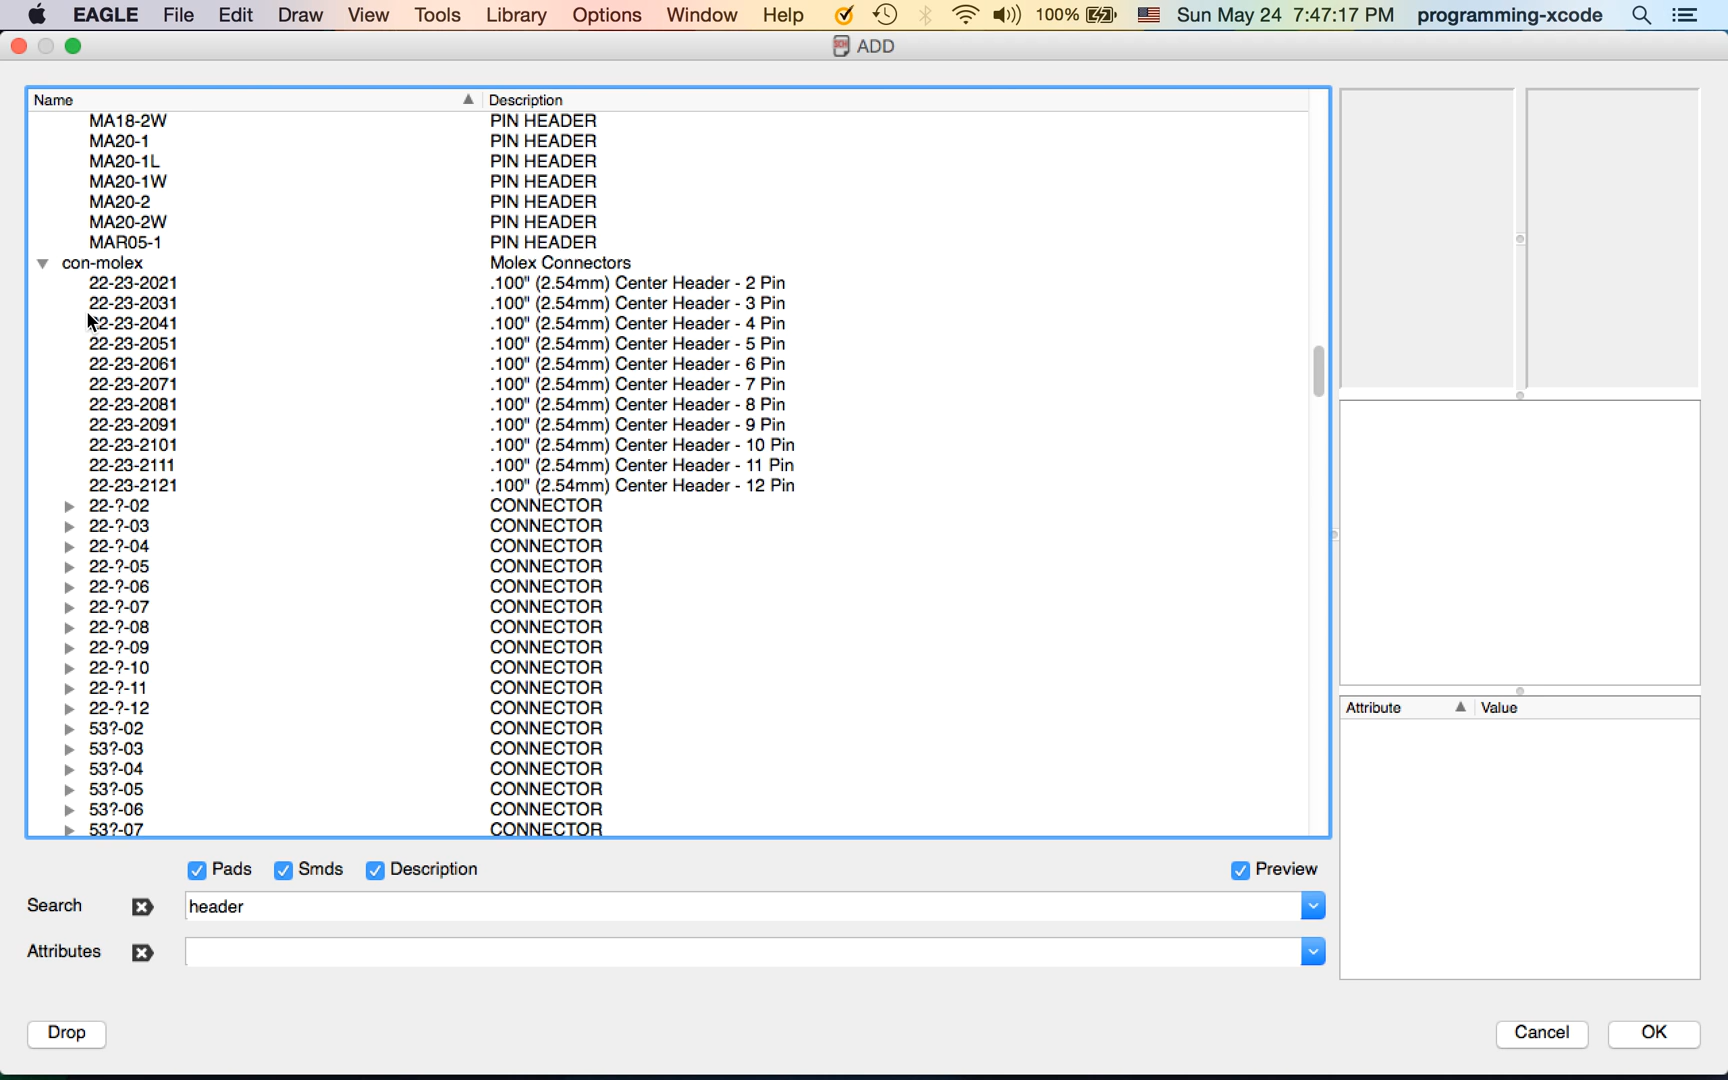 EAGLE File Edit Draw View Tools Library Options Window Help 100% Sun May 24 7:47:17 PM programming-xcode
ADD
Name Description
MA18-2W PIN HEADER
MA20-1 PIN HEADER
MA20-1L PIN HEADER
MA20-1W PIN HEADER
MA20-2 PIN HEADER
MA20-2W PIN HEADER
MAR05-1 PIN HEADER
con-molex Molex Connectors
22-23-2021 .100" (2.54mm) Center Header - 2 Pin
22-23-2031 .100" (2.54mm) Center Header - 3 Pin
22-23-2041 .100" (2.54mm) Center Header - 4 Pin
22-23-2051 .100" (2.54mm) Center Header - 5 Pin
22-23-2061 .100" (2.54mm) Center Header - 6 Pin
22-23-2071 .100" (2.54mm) Center Header - 7 Pin
22-23-2081 .100" (2.54mm) Center Header - 8 Pin
22-23-2091 .100" (2.54mm) Center Header - 9 Pin
22-23-2101 .100" (2.54mm) Center Header - 10 Pin
22-23-2111 .100" (2.54mm) Center Header - 11 Pin
22-23-2121 .100" (2.54mm) Center Header - 12 Pin
22-?-02 CONNECTOR
22-?-03 CONNECTOR
22-?-04 CONNECTOR
22-?-05 CONNECTOR
22-?-06 CONNECTOR
22-?-07 CONNECTOR
22-?-08 CONNECTOR
22-?-09 CONNECTOR
22-?-10 CONNECTOR
22-?-11 CONNECTOR
22-?-12 CONNECTOR
53?-02 CONNECTOR
53?-03 CONNECTOR
53?-04 CONNECTOR
53?-05 CONNECTOR
53?-06 CONNECTOR
53?-07 CONNECTOR
Attribute Value
Pads Smds Description Preview
Search header
Attributes
Drop Cancel OK